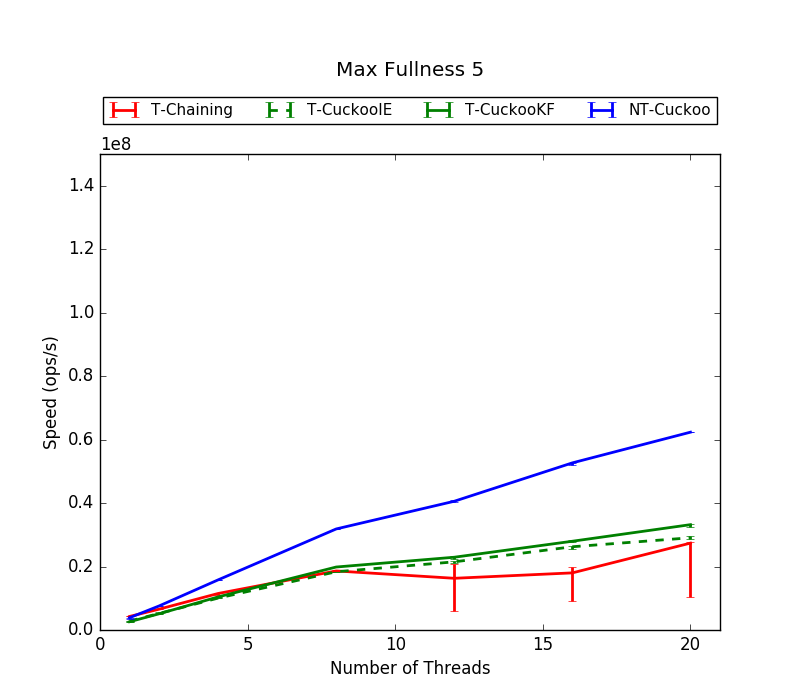 Max Fullness 5
T-Chaining T-CuckooIE T-CuckooKF NT-Cuckoo
1e8
1.4
1.2
1.0
0.8
0.6
0.4
0.2
0.0
Speed (ops/s)
0 5 10 15 20
Number of Threads